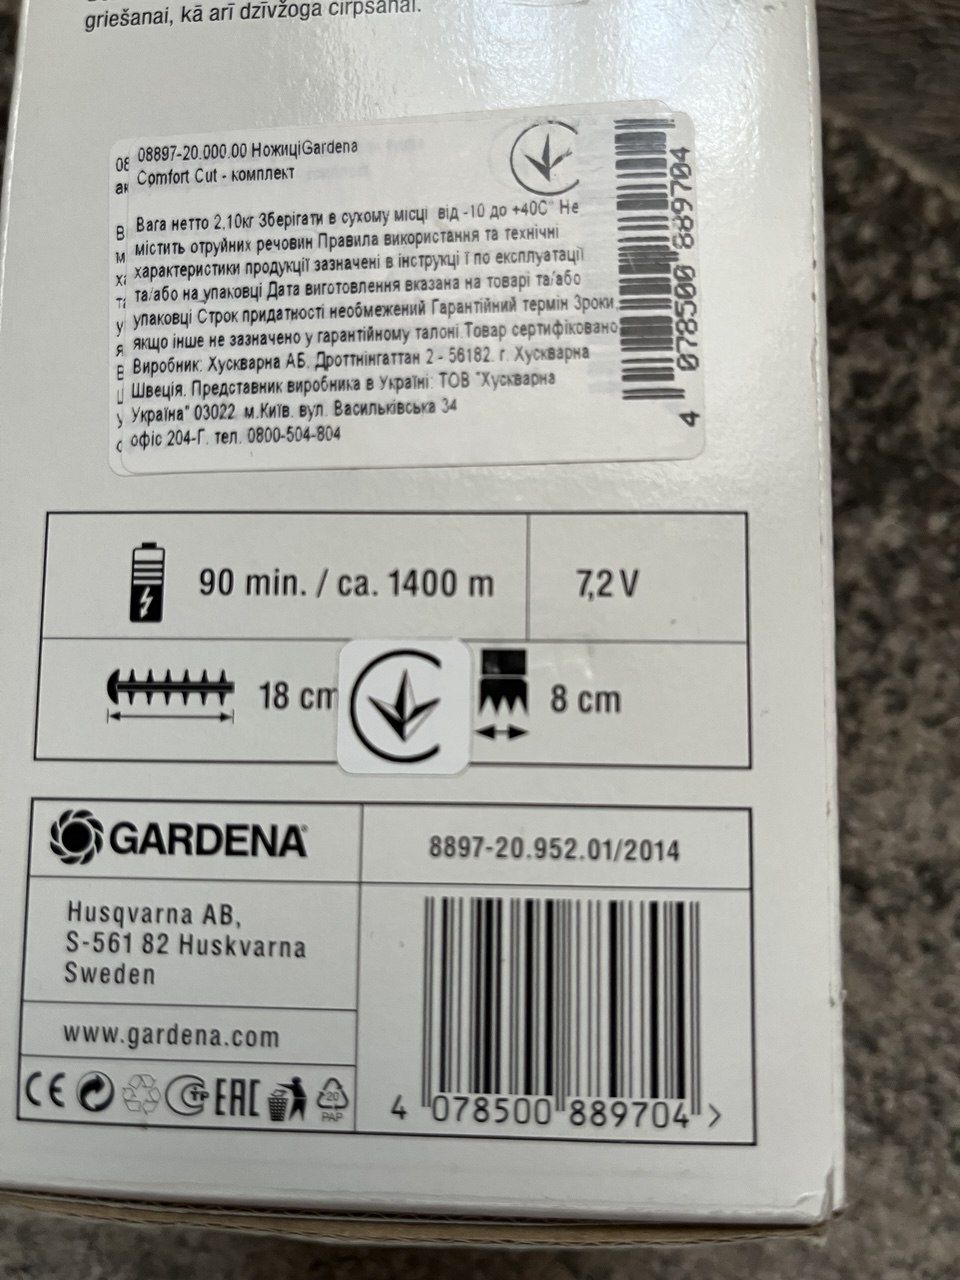 griešanai, kā arī dzīvžoga cirpšanai.
08897-20.000.00 НожиціGardena
Comfort Cut - комплект
Вага нетто 2,10кг Зберігати в сухому місці від -10 до +40С° Не
містить отруйних речовин Правила використання та технічні
характеристики продукції зазначені в інструкці ї по експлуатації
та/або на упаковці Дата виготовлення вказана на товарі та/або
упаковці Строк придатності необмежений Гарантійний термін 3роки,
якщо інше не зазначено у гарантійному талоні.Товар сертифіковано
Виробник: Хускварна АБ, Дроттнінгаттан 2 - 56182. г. Хускварна
Швеція. Представник виробника в Україні: ТОВ "Хускварна
Україна" 03022 м.Київ. вул. Васильківська 34
офіс 204-Г. тел. 0800-504-804
4 078500 889704
90 min. / ca. 1400 m
7,2 V
18 cm
8 cm
GARDENA
8897-20.952.01/2014
Husqvarna AB,
S-561 82 Huskvarna
Sweden
www.gardena.com
CE TP EAC 20 PAP
4 078500 889704 >